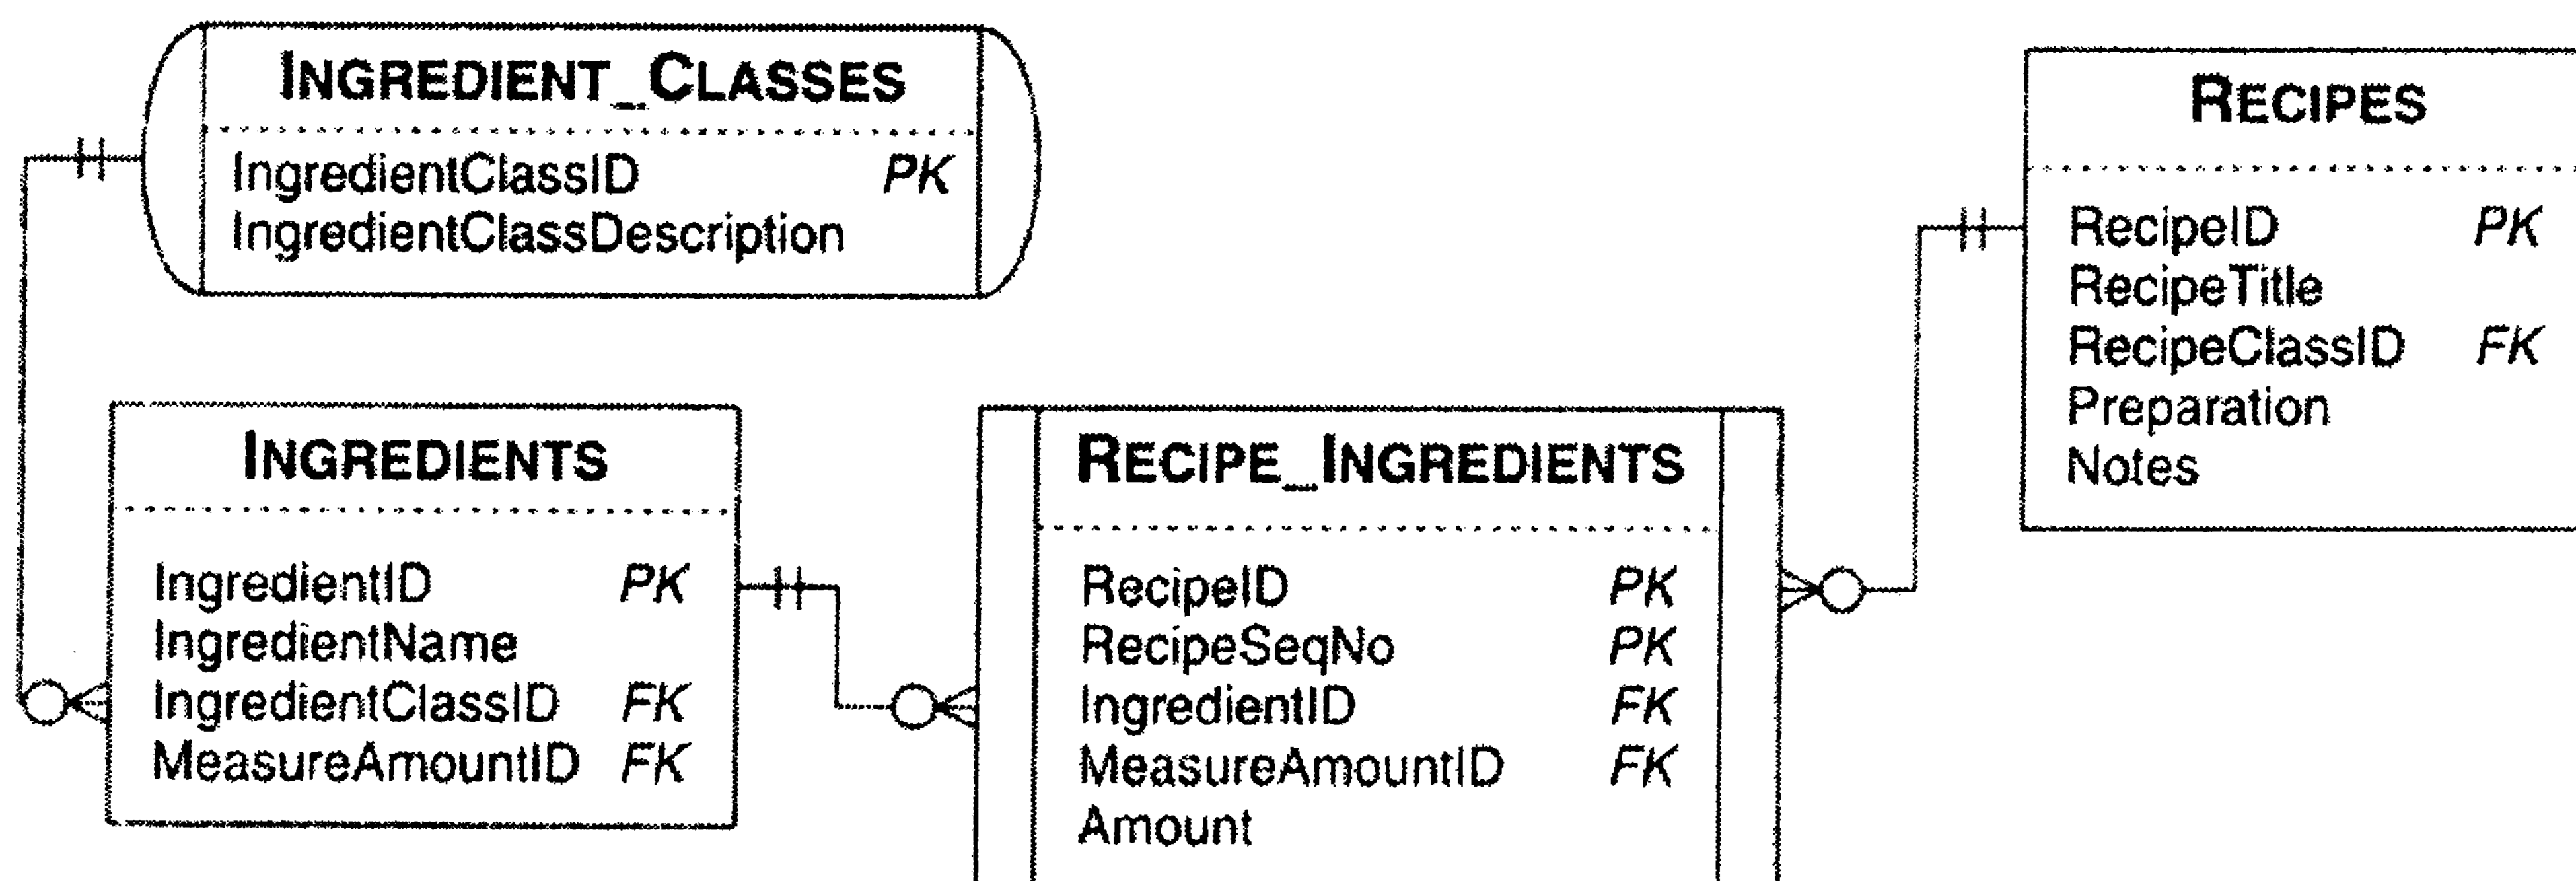 INGREDIENT_CLASSES
IngredientClassID PK
IngredientClassDescription
RECIPES
RecipeID PK
RecipeTitle
RecipeClassID FK
Preparation
Notes
INGREDIENTS
IngredientID PK
IngredientName
IngredientClassID FK
MeasureAmountID FK
RECIPE_INGREDIENTS
RecipeID PK
RecipeSeqNo PK
IngredientID FK
MeasureAmountID FK
Amount